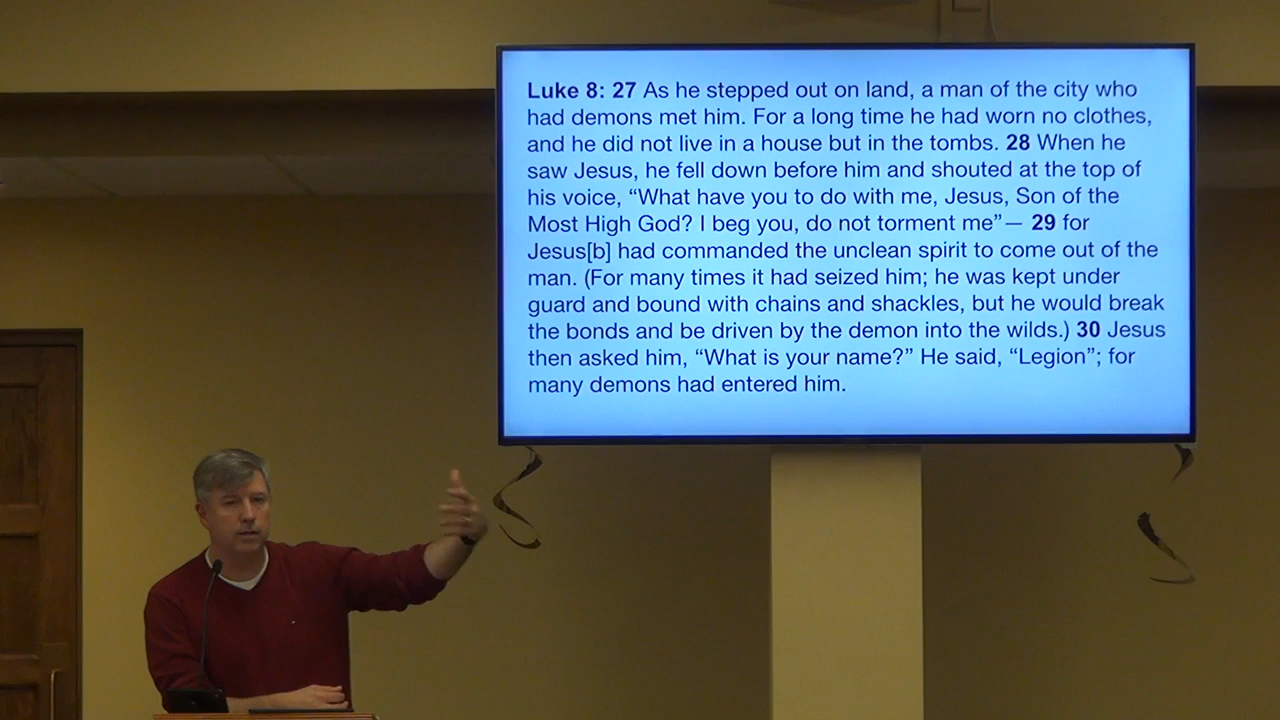 Luke 8: 27 As he stepped out on land, a man of the city who
had demons met him. For a long time he had worn no clothes,
and he did not live in a house but in the tombs. 28 When he
saw Jesus, he fell down before him and shouted at the top of
his voice, “What have you to do with me, Jesus, Son of the
Most High God? I beg you, do not torment me”— 29 for
Jesus[b] had commanded the unclean spirit to come out of the
man. (For many times it had seized him; he was kept under
guard and bound with chains and shackles, but he would break
the bonds and be driven by the demon into the wilds.) 30 Jesus
then asked him, “What is your name?” He said, “Legion”; for
many demons had entered him.